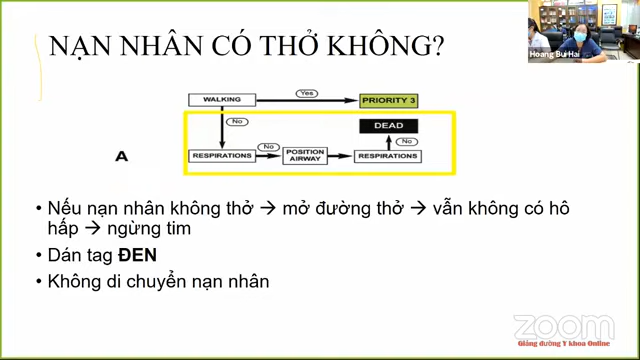 NẠN NHÂN CÓ THỞ KHÔNG?
Hoang Bui Hai
WALKING
Yes
PRIORITY 3
No
DEAD
No
A
RESPIRATIONS
No
POSITION
AIRWAY
RESPIRATIONS
• Nếu nạn nhân không thở → mở đường thở → vẫn không có hô
hấp → ngừng tim
• Dán tag ĐEN
• Không di chuyển nạn nhân
zoom
Giảng đường Y khoa Online